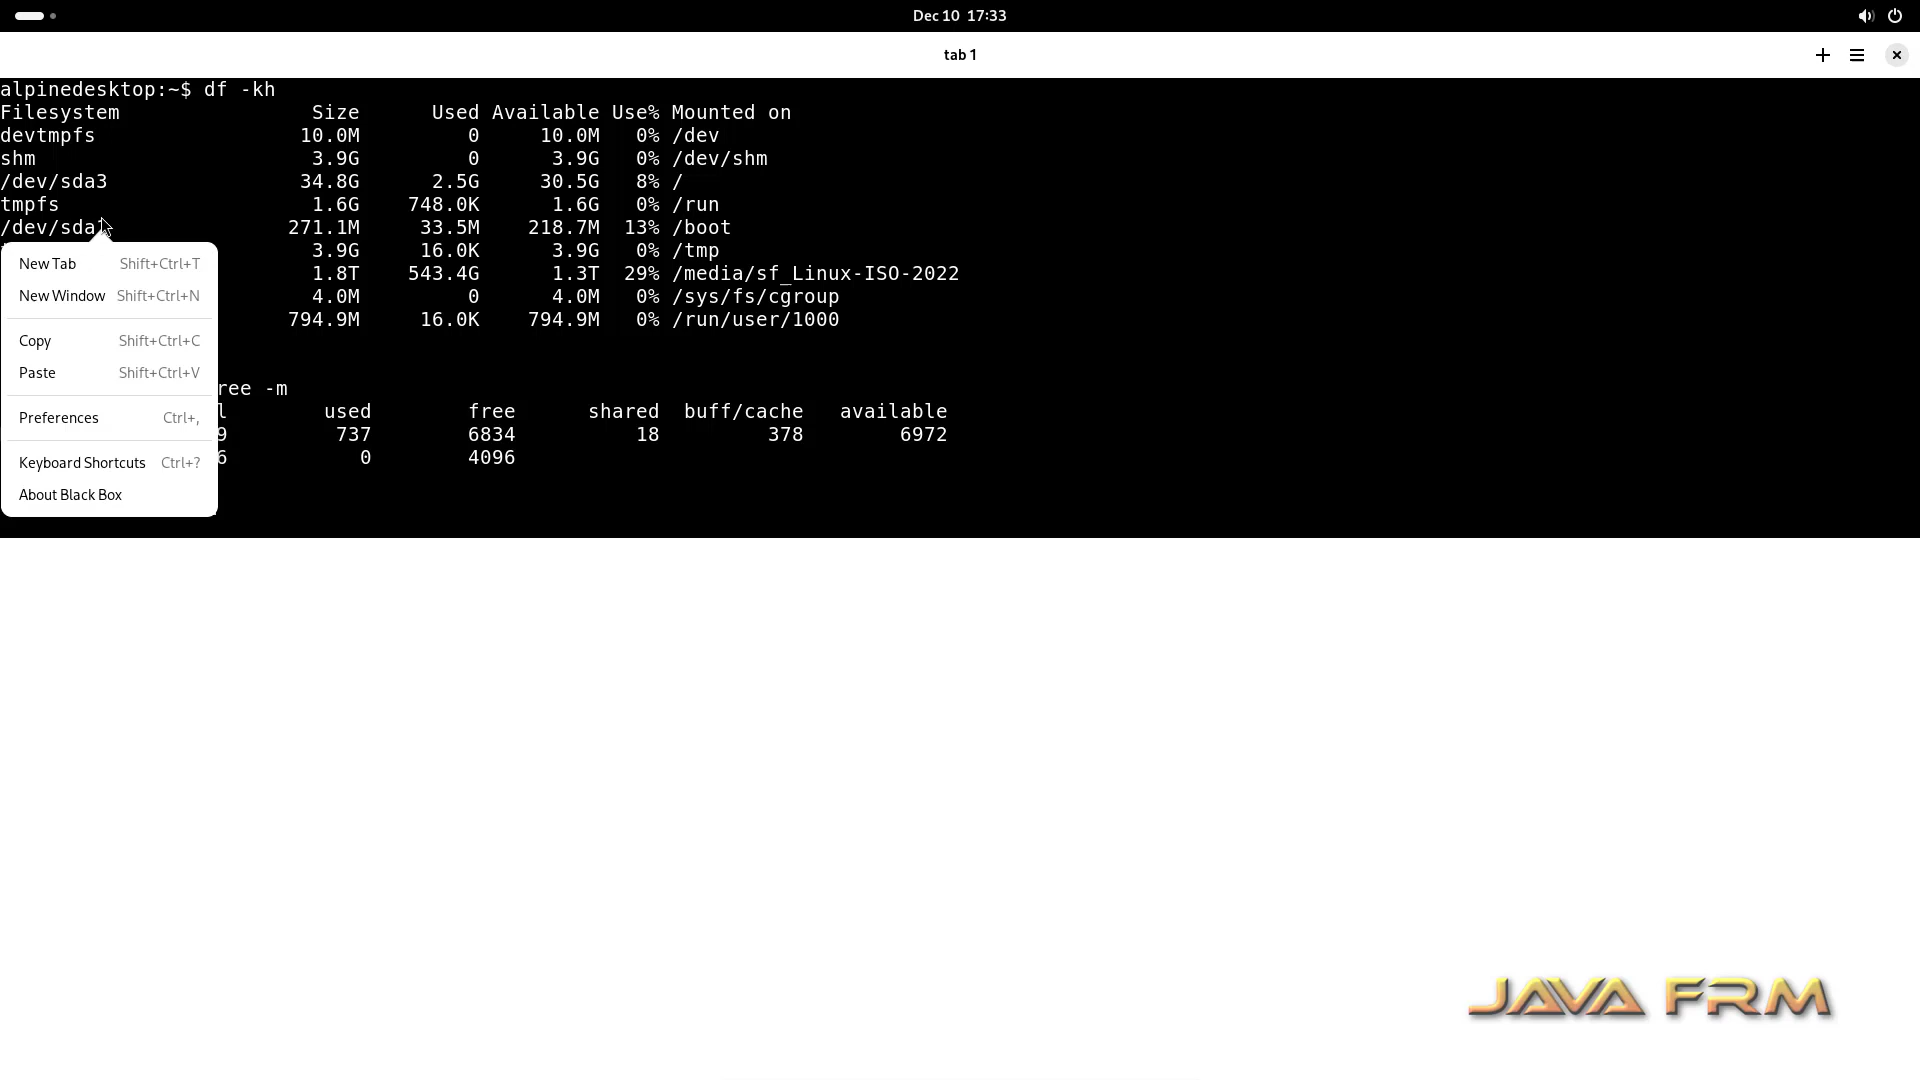 Dec 10 17:33
tab 1
alpinedesktop:~$ df -kh
Filesystem Size Used Available Use% Mounted on
devtmpfs 10.0M 0 10.0M 0% /dev
shm 3.9G 0 3.9G 0% /dev/shm
/dev/sda3 34.8G 2.5G 30.5G 8% /
tmpfs 1.6G 748.0K 1.6G 0% /run
/dev/sda 271.1M 33.5M 218.7M 13% /boot
3.9G 16.0K 3.9G 0% /tmp
1.8T 543.4G 1.3T 29% /media/sf_Linux-ISO-2022
4.0M 0 4.0M 0% /sys/fs/cgroup
794.9M 16.0K 794.9M 0% /run/user/1000
New Tab Shift+Ctrl+T
New Window Shift+Ctrl+N
Copy Shift+Ctrl+C
Paste Shift+Ctrl+V
Preferences Ctrl+,
Keyboard Shortcuts Ctrl+?
About Black Box
ree -m
l used free shared buff/cache available
9 737 6834 18 378 6972
6 0 4096
JAVA FRM